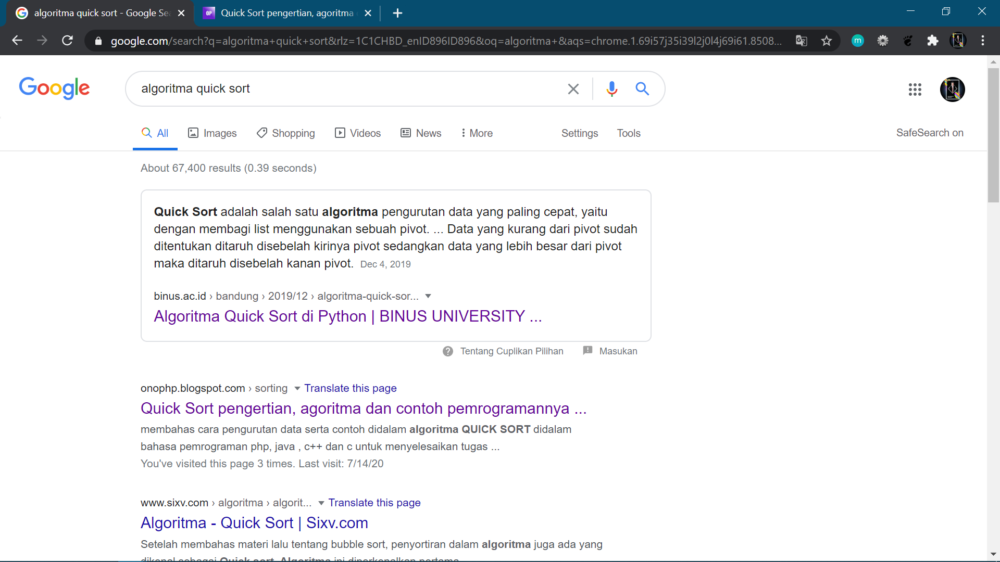 algoritma quick sort - Google Se
Quick Sort pengertian, agoritma
google.com/search?q=algoritma+quick+sort&rlz=1C1CHBD_enID896ID896&oq=algoritma+&aqs=chrome.1.69i57j35i39l2j0l4j69i61.8508...
Google
algoritma quick sort
All Images Shopping Videos News More Settings Tools SafeSearch on
About 67,400 results (0.39 seconds)
Quick Sort adalah salah satu algoritma pengurutan data yang paling cepat, yaitu
dengan membagi list menggunakan sebuah pivot. ... Data yang kurang dari pivot sudah
ditentukan ditaruh disebelah kirinya pivot sedangkan data yang lebih besar dari pivot
maka ditaruh disebelah kanan pivot. Dec 4, 2019
binus.ac.id › bandung › 2019/12 › algoritma-quick-sor...
Algoritma Quick Sort di Python | BINUS UNIVERSITY ...
Tentang Cuplikan Pilihan Masukan
onophp.blogspot.com › sorting Translate this page
Quick Sort pengertian, agoritma dan contoh pemrogramannya ...
membahas cara pengurutan data serta contoh didalam algoritma QUICK SORT didalam
bahasa pemrograman php, java , c++ dan c untuk menyelesaikan tugas ...
You've visited this page 3 times. Last visit: 7/14/20
www.sixv.com › algoritma › algorit... Translate this page
Algoritma - Quick Sort | Sixv.com
Setelah membahas materi lalu tentang bubble sort, penyortiran dalam algoritma juga ada yang
dikenal sebagai Quick sort. Algoritma ini diperkenalkan pertama